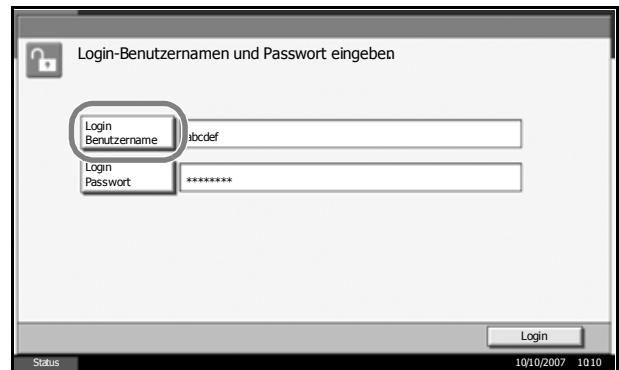 Login-Benutzernamen und Passwort eingeben
Login
Benutzername
abcdef
Login
Passwort
********
Login
Status
10/10/2007 10:10